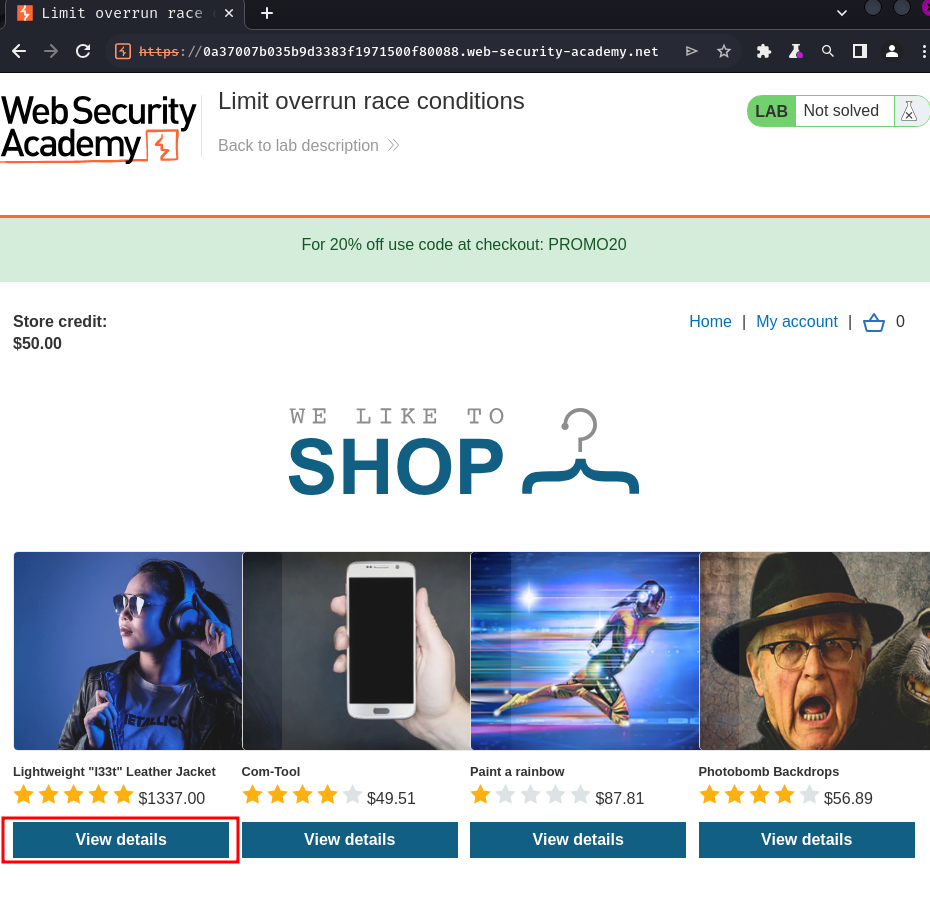 Limit overrun race c
https://0a37007b035b9d3383f1971500f80088.web-security-academy.net
Web Security
Academy
Limit overrun race conditions
Back to lab description
LAB Not solved
For 20% off use code at checkout: PROMO20
Store credit:
$50.00
Home | My account | 0
WE LIKE TO
SHOP
METALLICA
Lightweight "l33t" Leather Jacket
$1337.00
View details
Com-Tool
$49.51
View details
Paint a rainbow
$87.81
View details
Photobomb Backdrops
$56.89
View details